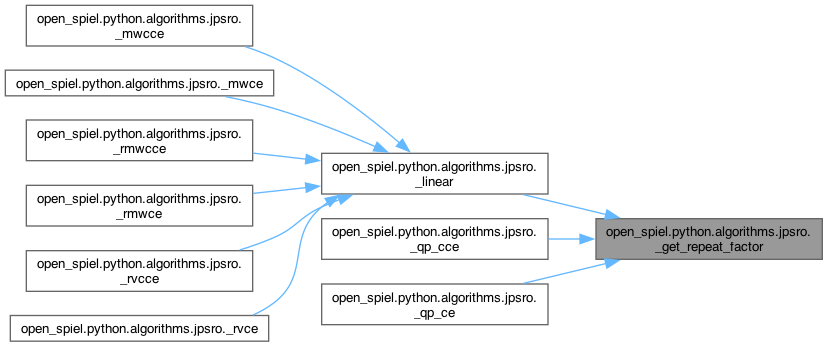 open_spiel.python.algorithms.jpsro.
_mwcce
open_spiel.python.algorithms.jpsro._mwce
open_spiel.python.algorithms.jpsro.
_rmwcce
open_spiel.python.algorithms.jpsro.
_rmwce
open_spiel.python.algorithms.jpsro.
_rvcce
open_spiel.python.algorithms.jpsro._rvce
open_spiel.python.algorithms.jpsro.
_linear
open_spiel.python.algorithms.jpsro.
_qp_cce
open_spiel.python.algorithms.jpsro.
_qp_ce
open_spiel.python.algorithms.jpsro.
_get_repeat_factor